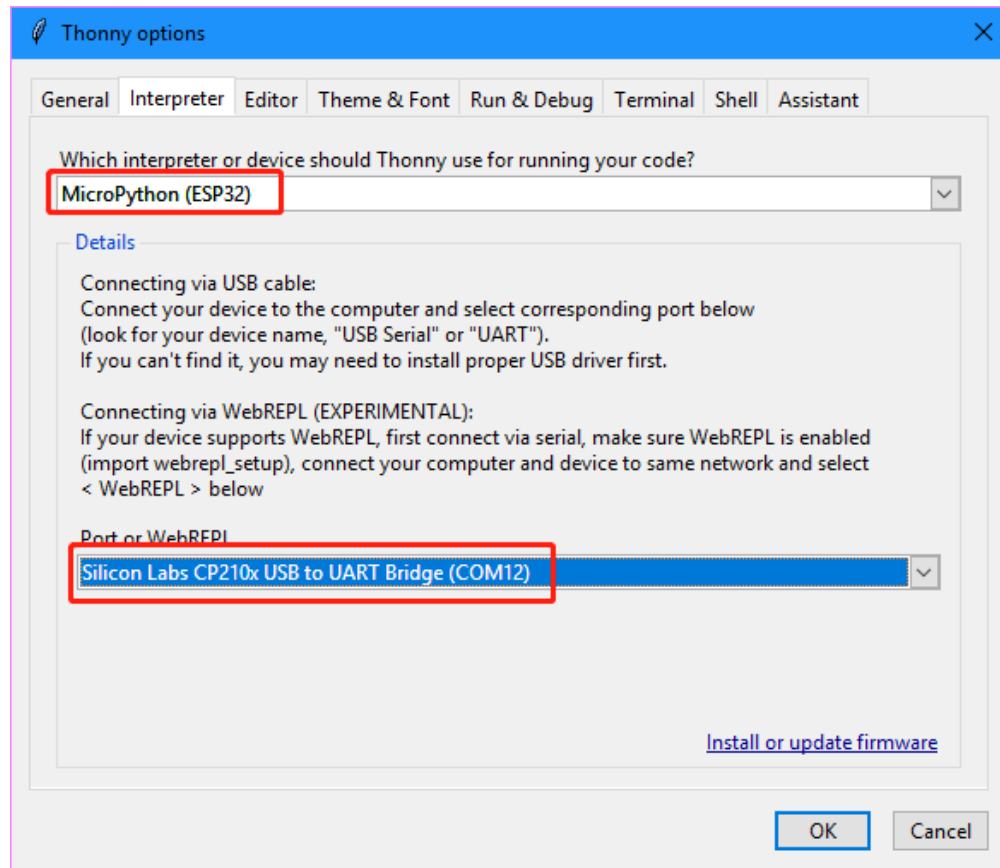 Thonny options
General Interpreter Editor Theme & Font Run & Debug Terminal Shell Assistant
Which interpreter or device should Thonny use for running your code?
MicroPython (ESP32)
Details
Connecting via USB cable:
Connect your device to the computer and select corresponding port below
(look for your device name, "USB Serial" or "UART").
If you can't find it, you may need to install proper USB driver first.
Connecting via WebREPL (EXPERIMENTAL):
If your device supports WebREPL, first connect via serial, make sure WebREPL is enabled
(import webrepl_setup), connect your computer and device to same network and select
< WebREPL > below
Port or WebREPL
Silicon Labs CP210x USB to UART Bridge (COM12)
Install or update firmware
OK Cancel